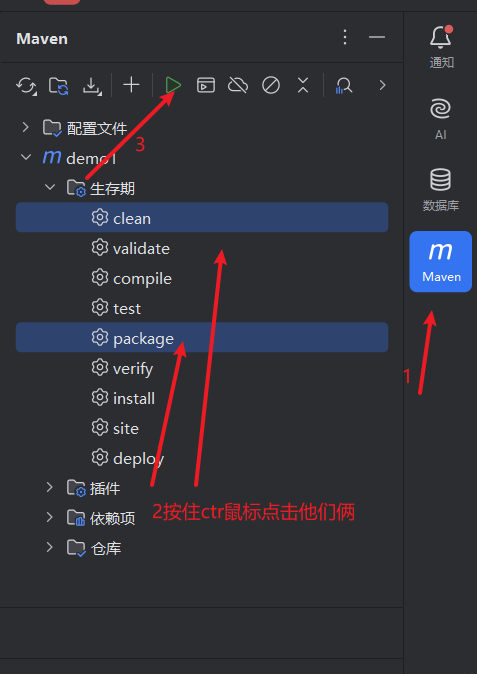 Maven
通知
配置文件
AI
3
demo1
生存期
数据库
clean
validate
Maven
compile
test
package
verify
1
install
site
deploy
插件
2按住ctr鼠标点击他们俩
依赖项
仓库